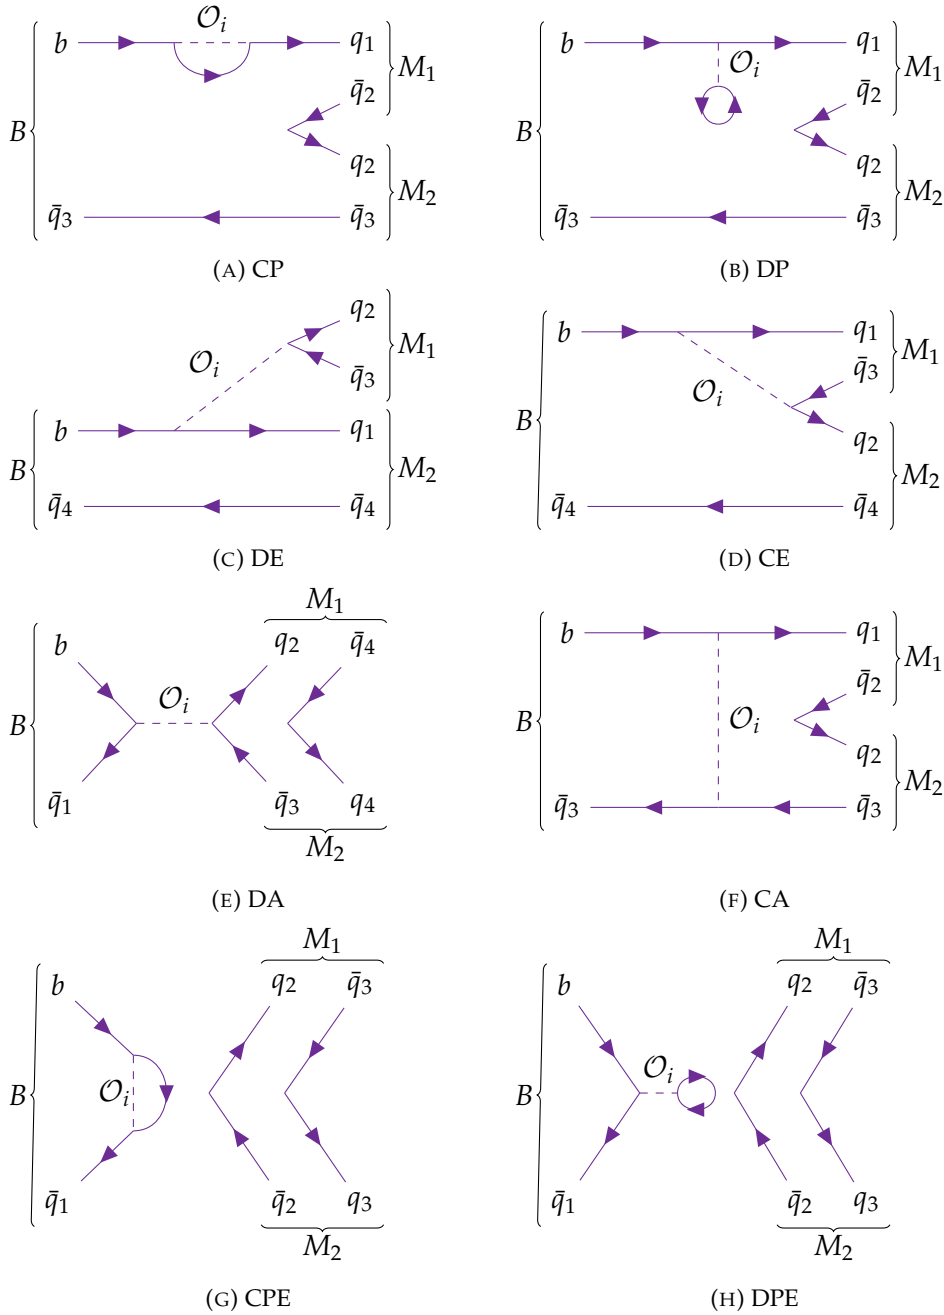 O_i
b q_1
M_1
q̄_2
B
q_2
M_2
q̄_3 q̄_3
(A) CP
b q_1
O_i
M_1
q̄_2
B
q_2
M_2
q̄_3 q̄_3
(B) DP
q_2
M_1
O_i
q̄_3
b q_1
B M_2
q̄_4 q̄_4
(C) DE
b q_1
M_1
q̄_3
O_i
B
q_2
M_2
q̄_4 q̄_4
(D) CE
M_1
b q_2 q̄_4
O_i
B
q̄_1 q̄_3 q_4
M_2
(E) DA
b q_1
M_1
q̄_2
B O_i
q_2
M_2
q̄_3 q̄_3
(F) CA
M_1
b q_2 q̄_3
B O_i
q̄_1 q̄_2 q_3
M_2
(G) CPE
M_1
b q_2 q̄_3
O_i
B
q̄_1 q̄_2 q_3
M_2
(H) DPE